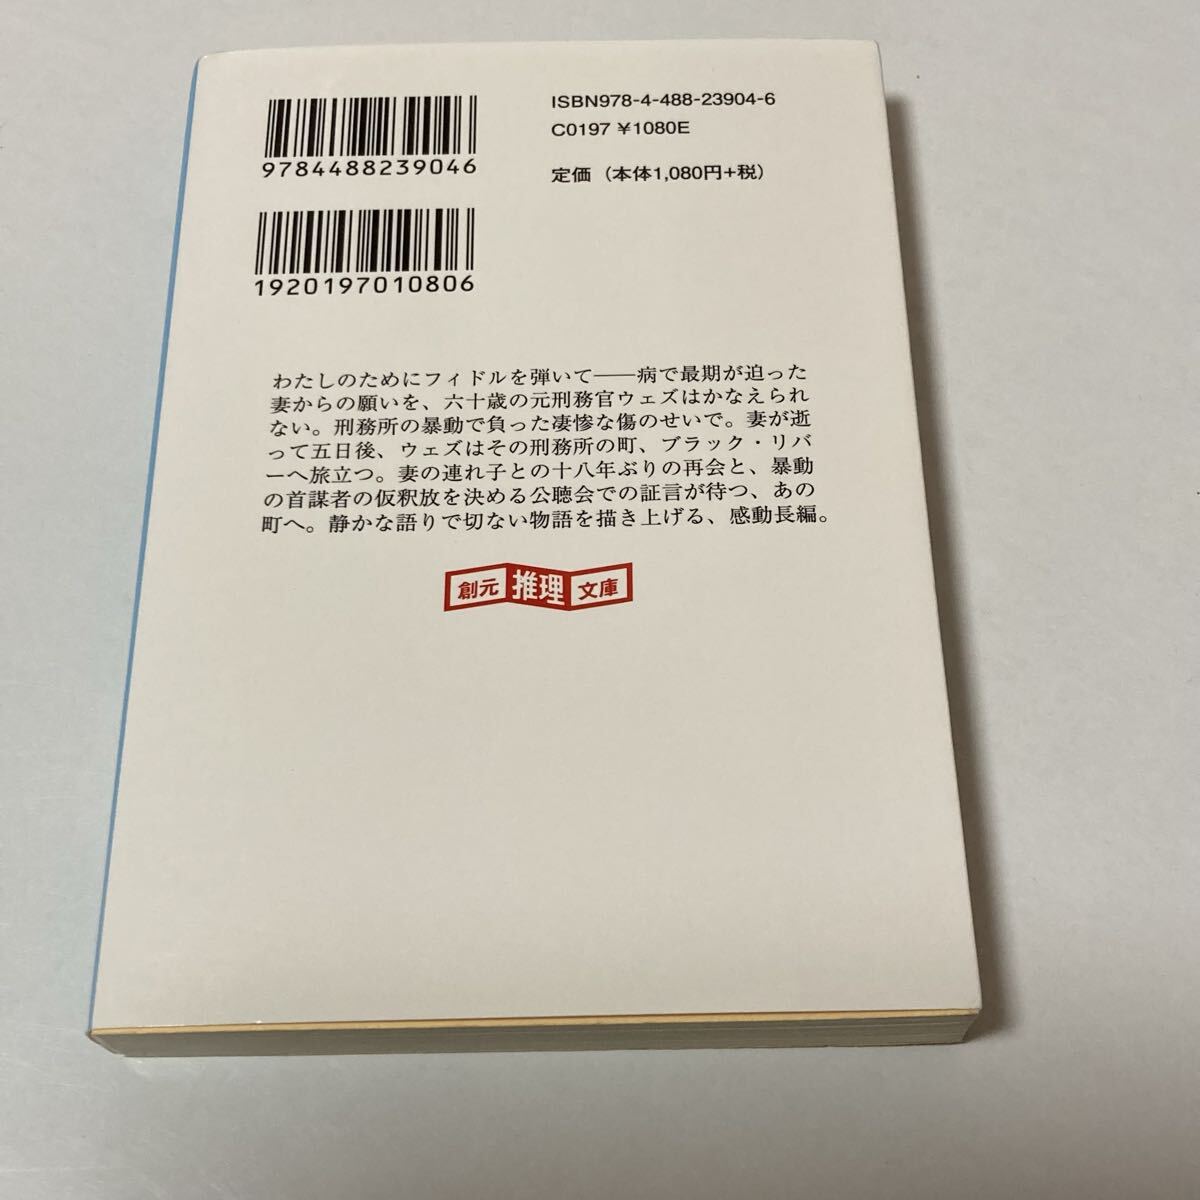 9784488239046
1920197010806
ISBN978-4-488-23904-6
C0197 ¥1080E
定価（本体1,080円+税）
わたしのためにフィドルを弾いて――病で最期が迫った
妻からの願いを、六十歳の元刑務官ウェズはかなえられ
ない。刑務所の暴動で負った凄惨な傷のせいで。妻が逝
って五日後、ウェズはその刑務所の町、ブラック・リバ
ーへ旅立つ。妻の連れ子との十八年ぶりの再会と、暴動
の首謀者の仮釈放を決める公聴会での証言が待つ、あの
町へ。静かな語りで切ない物語を描き上げる、感動長編。
創元推理文庫